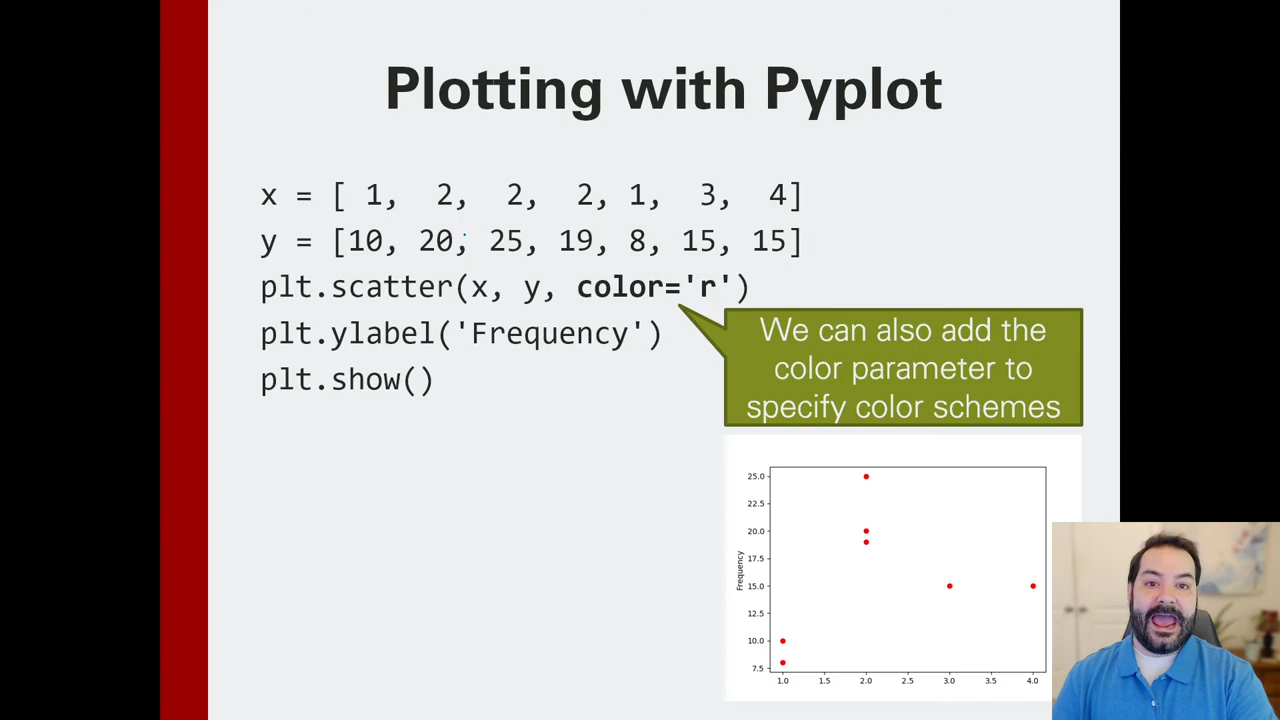 Plotting with Pyplot
x = [ 1, 2, 2, 2, 1, 3, 4]
y = [10, 20, 25, 19, 8, 15, 15]
plt.scatter(x, y, color='r')
plt.ylabel('Frequency')
plt.show()
We can also add the
color parameter to
specify color schemes
25.0
22.5
20.0
17.5
15.0
12.5
10.0
7.5
Frequency
1.0 1.5 2.0 2.5 3.0 3.5 4.0